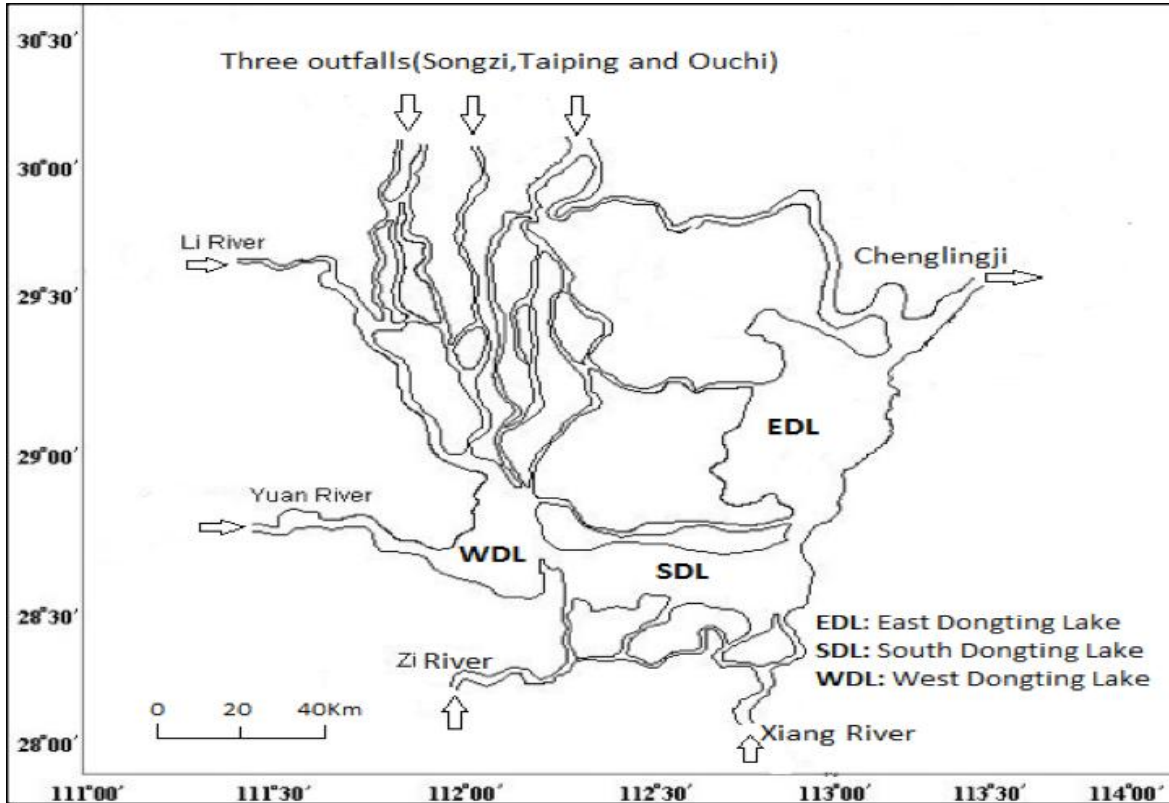 30°30′
Three outfalls(Songzi,Taiping and Ouchi)
30°00′
Li River
Chenglingji
29°30′
EDL
29°00′
Yuan River
WDL
SDL
28°30′
EDL: East Dongting Lake
SDL: South Dongting Lake
WDL: West Dongting Lake
Zi River
0 20 40Km
Xiang River
28°00′
111°00′ 111°30′ 112°00′ 112°30′ 113°00′ 113°30′ 114°00′